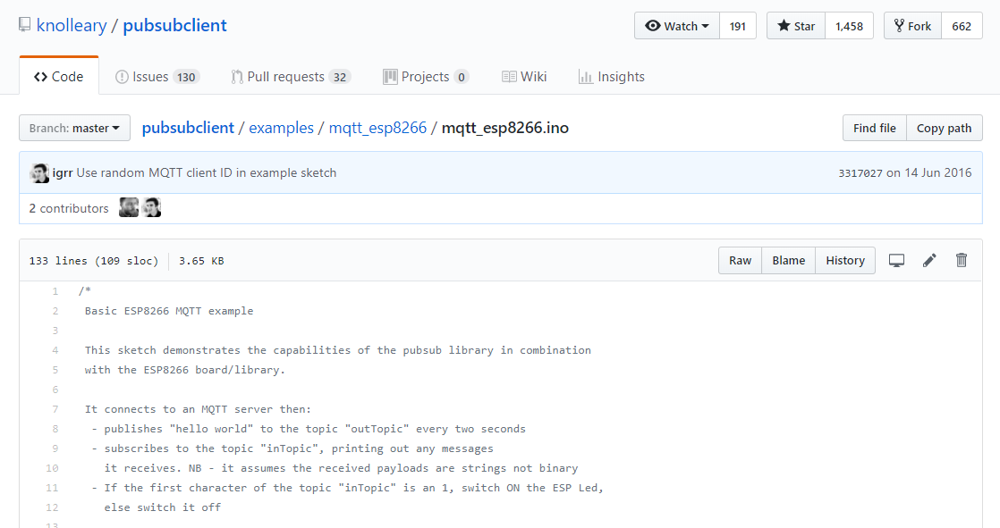 knolleary / pubsubclient
Watch 191 Star 1,458 Fork 662
Code Issues 130 Pull requests 32 Projects 0 Wiki Insights
Branch: master pubsubclient / examples / mqtt_esp8266 / mqtt_esp8266.ino Find file Copy path
igrr Use random MQTT client ID in example sketch 3317027 on 14 Jun 2016
2 contributors
133 lines (109 sloc) 3.65 KB Raw Blame History
1 /*
2 Basic ESP8266 MQTT example
3
4 This sketch demonstrates the capabilities of the pubsub library in combination
5 with the ESP8266 board/library.
6
7 It connects to an MQTT server then:
8 - publishes "hello world" to the topic "outTopic" every two seconds
9 - subscribes to the topic "inTopic", printing out any messages
10 it receives. NB - it assumes the received payloads are strings not binary
11 - If the first character of the topic "inTopic" is an 1, switch ON the ESP Led,
12 else switch it off
13